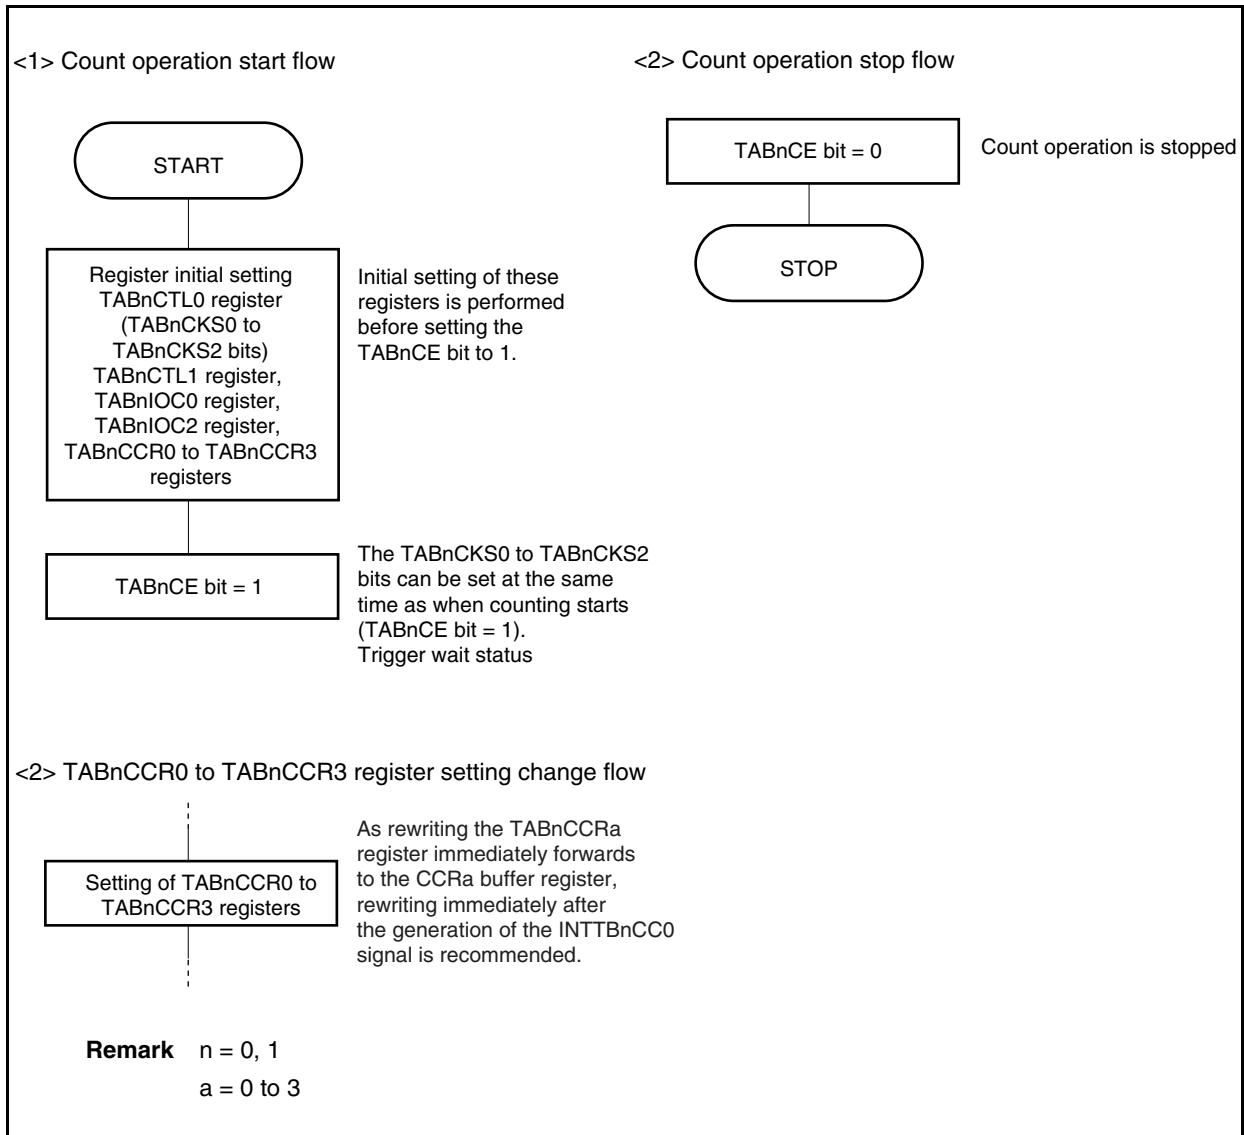 <1> Count operation start flow
START
Register initial setting
TABnCTL0 register
(TABnCKS0 to
TABnCKS2 bits)
TABnCTL1 register,
TABnIOC0 register,
TABnIOC2 register,
TABnCCR0 to TABnCCR3
registers
Initial setting of these
registers is performed
before setting the
TABnCE bit to 1.
TABnCE bit = 1
The TABnCKS0 to TABnCKS2
bits can be set at the same
time as when counting starts
(TABnCE bit = 1).
Trigger wait status
<2> Count operation stop flow
TABnCE bit = 0
Count operation is stopped
STOP
<2> TABnCCR0 to TABnCCR3 register setting change flow
Setting of TABnCCR0 to
TABnCCR3 registers
As rewriting the TABnCCRa
register immediately forwards
to the CCRa buffer register,
rewriting immediately after
the generation of the INTTBnCC0
signal is recommended.
Remark n = 0, 1
a = 0 to 3